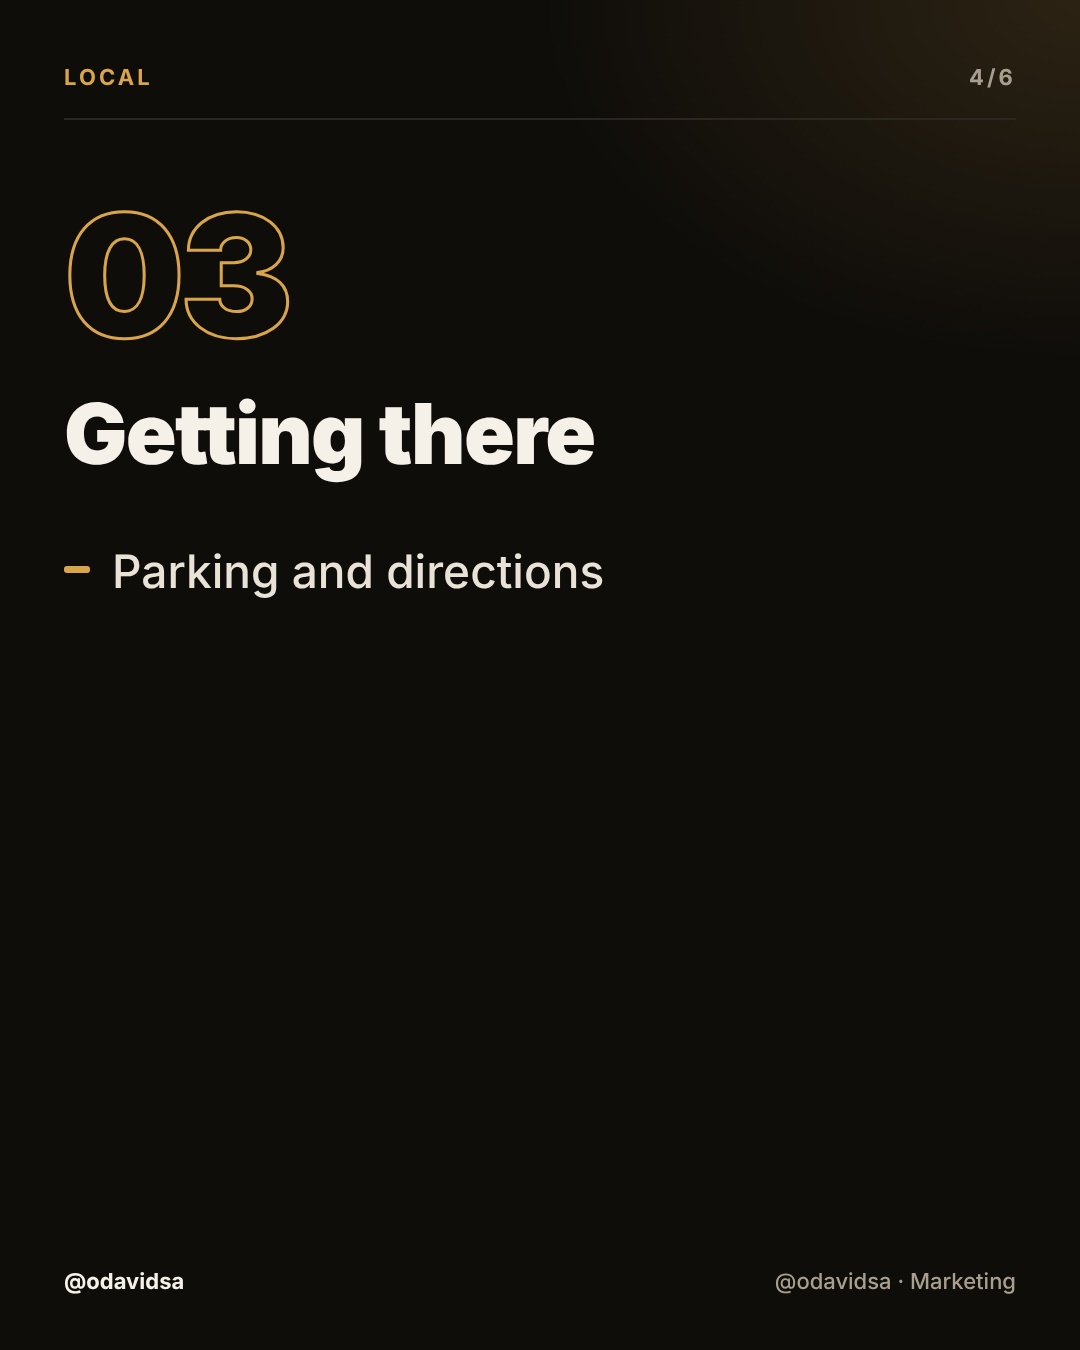 LOCAL
4/6
03
Getting there
Parking and directions
@odavidsa
@odavidsa · Marketing